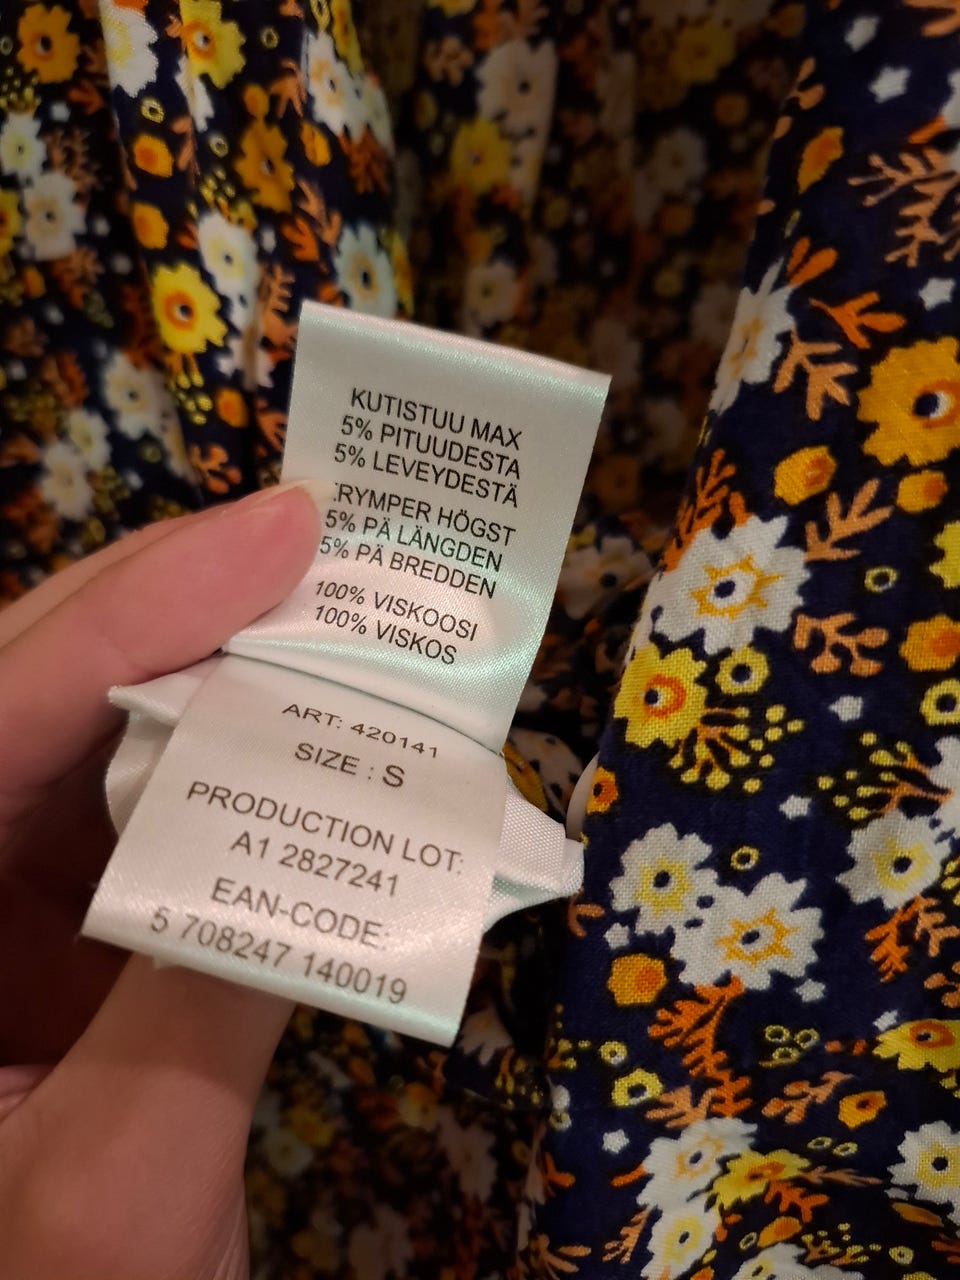 KUTISTUU MAX
5% PITUUDESTA
5% LEVEYDESTÄ
KRYMPER HÖGST
5% PÅ LÄNGDEN
5% PÅ BREDDEN
100% VISKOOSI
100% VISKOS
ART: 420141
SIZE : S
PRODUCTION LOT:
A1 2827241
EAN-CODE:
5 708247 140019